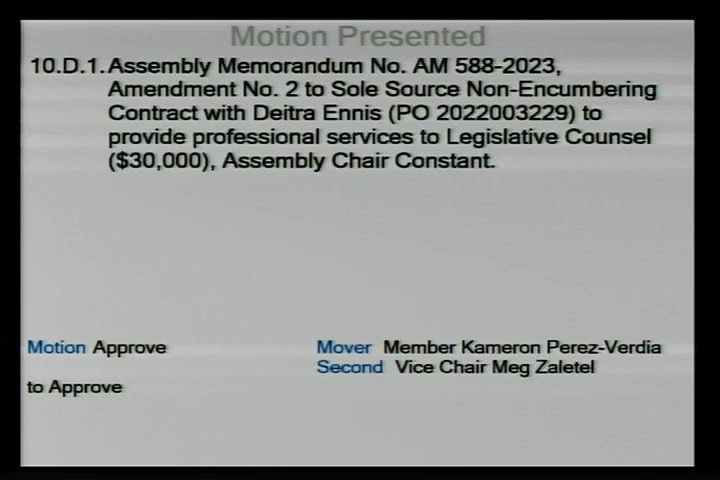 Motion Presented
10.D.1. Assembly Memorandum No. AM 588-2023,
Amendment No. 2 to Sole Source Non-Encumbering
Contract with Deitra Ennis (PO 2022003229) to
provide professional services to Legislative Counsel
($30,000), Assembly Chair Constant.
Motion Approve
Mover Member Kameron Perez-Verdia
Second Vice Chair Meg Zaletel
to Approve